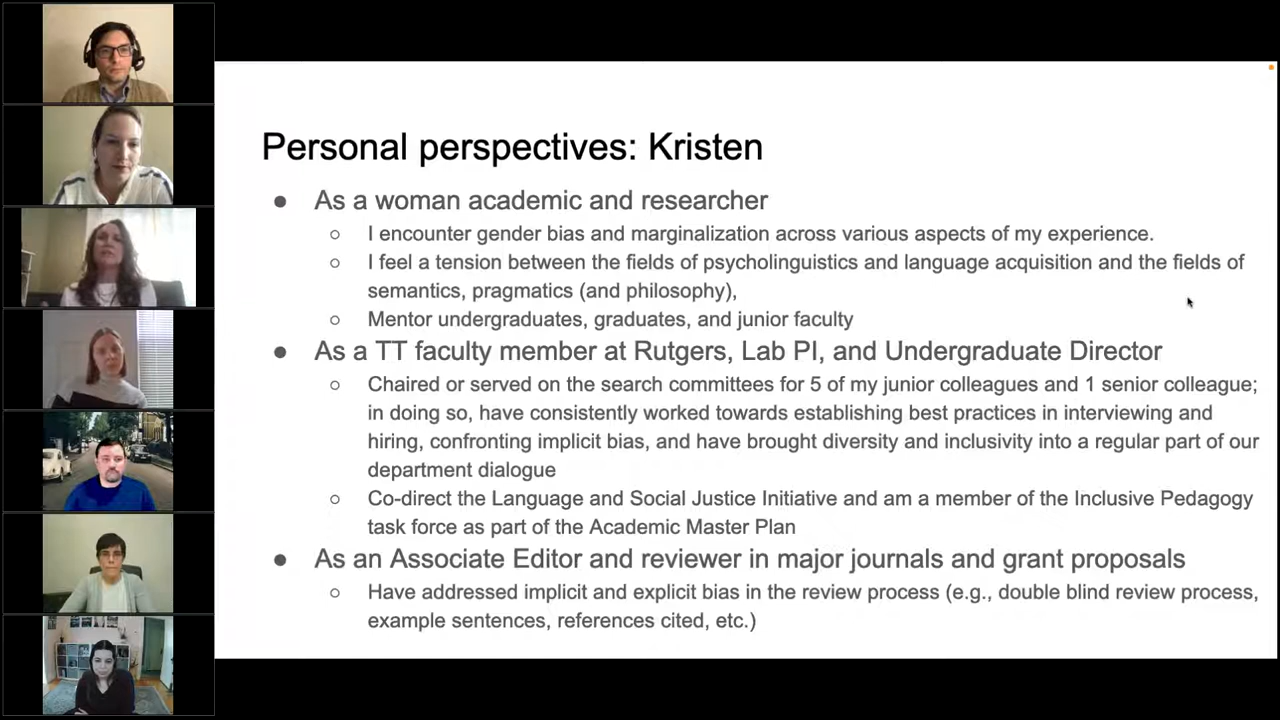 Personal perspectives: Kristen
● As a woman academic and researcher
○ I encounter gender bias and marginalization across various aspects of my experience.
○ I feel a tension between the fields of psycholinguistics and language acquisition and the fields of
semantics, pragmatics (and philosophy),
○ Mentor undergraduates, graduates, and junior faculty
● As a TT faculty member at Rutgers, Lab PI, and Undergraduate Director
○ Chaired or served on the search committees for 5 of my junior colleagues and 1 senior colleague;
in doing so, have consistently worked towards establishing best practices in interviewing and
hiring, confronting implicit bias, and have brought diversity and inclusivity into a regular part of our
department dialogue
○ Co-direct the Language and Social Justice Initiative and am a member of the Inclusive Pedagogy
task force as part of the Academic Master Plan
● As an Associate Editor and reviewer in major journals and grant proposals
○ Have addressed implicit and explicit bias in the review process (e.g., double blind review process,
example sentences, references cited, etc.)